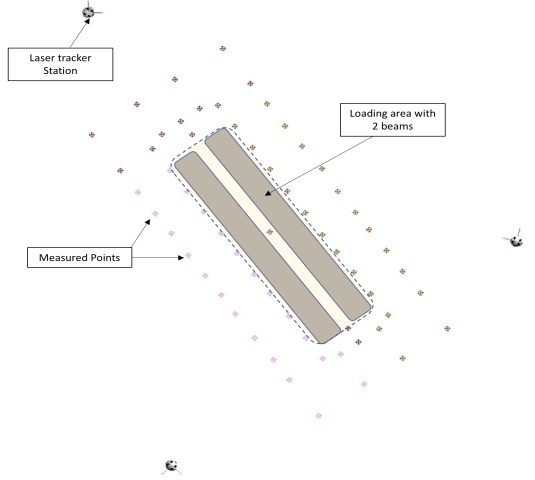 Laser tracker
Station
Loading area with
2 beams
Measured Points